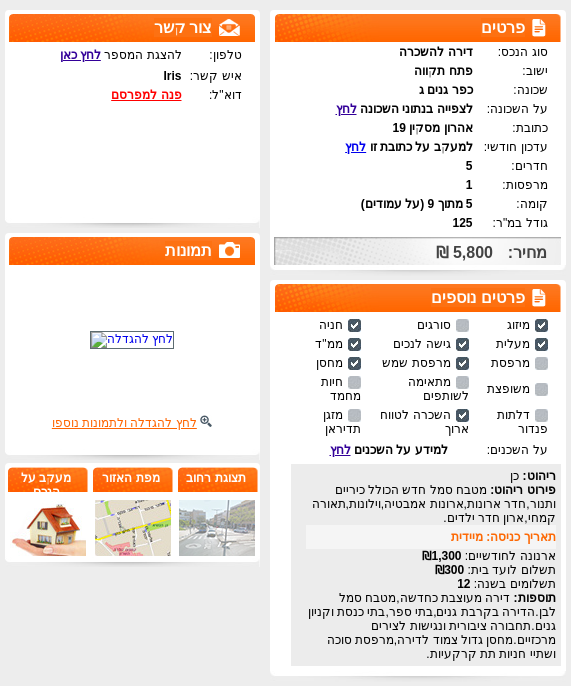 פרטים
סוג הנכס: דירה להשכרה
ישוב: פתח תקווה
שכונה: כפר גנים ג
על השכונה: לצפייה בנתוני השכונה לחץ
כתובת: אהרון מסקין 19
עדכון חודשי: למעקב על כתובת זו לחץ
חדרים: 5
מרפסות: 1
קומה: 5 מתוך 9 (על עמודים)
גודל במ"ר: 125
מחיר: 5,800 ₪
פרטים נוספים
מיזוג סורגים חניה
מעלית גישה לנכים ממ"ד
מרפסת מרפסת שמש מחסן
משופצת מתאימה לשותפים חיות מחמד
דלתות פנדור השכרה לטווח ארוך מזגן תדיראן
על השכנים: למידע על השכנים לחץ
ריהוט: כן
פירוט ריהוט: מטבח סמל חדש הכולל כיריים
ותנור,חדר ארונות,ארונות אמבטיה,וילונות,תאורה
קמחי,ארון חדר ילדים.
תאריך כניסה: מיידית
ארנונה לחודשיים: 1,300₪
תשלום לועד בית: 300₪
תשלומים בשנה: 12
תוספות: דירה מעוצבת כחדשה,מטבח סמל
לבן.הדירה בקרבת גנים,בתי ספר,בתי כנסת וקניון
גנים.תחבורה ציבורית ונגישות לצירים
מרכזיים.מחסן גדול צמוד לדירה,מרפסת סוכה
ושתיי חניות תת קרקעיות.
צור קשר
טלפון: להצגת המספר לחץ כאן
איש קשר: Iris
דוא"ל: פנה למפרסם
תמונות
לחץ להגדלה
לחץ להגדלה ולתמונות נוספו
תצוגת רחוב
מפת האזור
מעקב על
הנכס